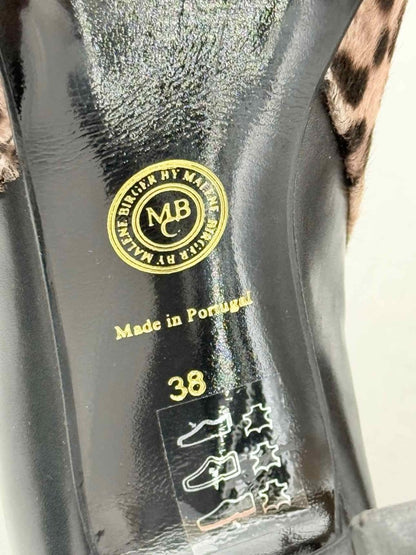 BY MALENE BIRGER BY MALENE BIRGER
MBC
Made in Portugal
38